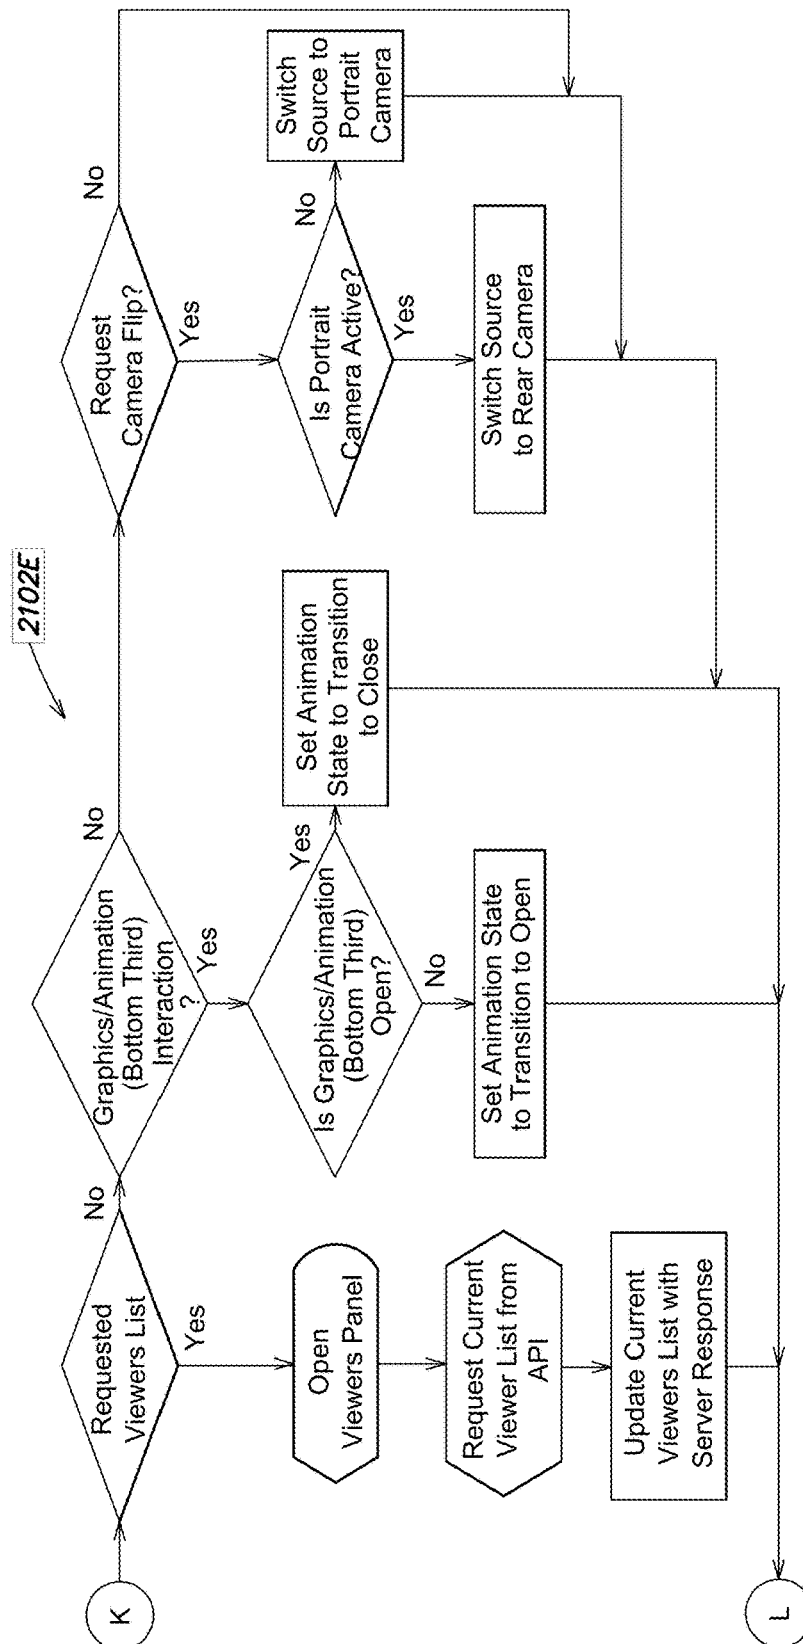 2102E
K
Requested
Viewers List
No
Yes
Open
Viewers Panel
Request Current
Viewer List from
API
Update Current
Viewers List with
Server Response
Graphics/Animation
(Bottom Third)
Interaction
?
No
Yes
Is Graphics/Animation
(Bottom Third)
Open?
Yes
Set Animation
State to Transition
to Close
No
Set Animation State
to Transition to Open
Request
Camera Flip?
No
Yes
Is Portrait
Camera Active?
No
Switch
Source to
Portrait
Camera
Yes
Switch Source
to Rear Camera
L